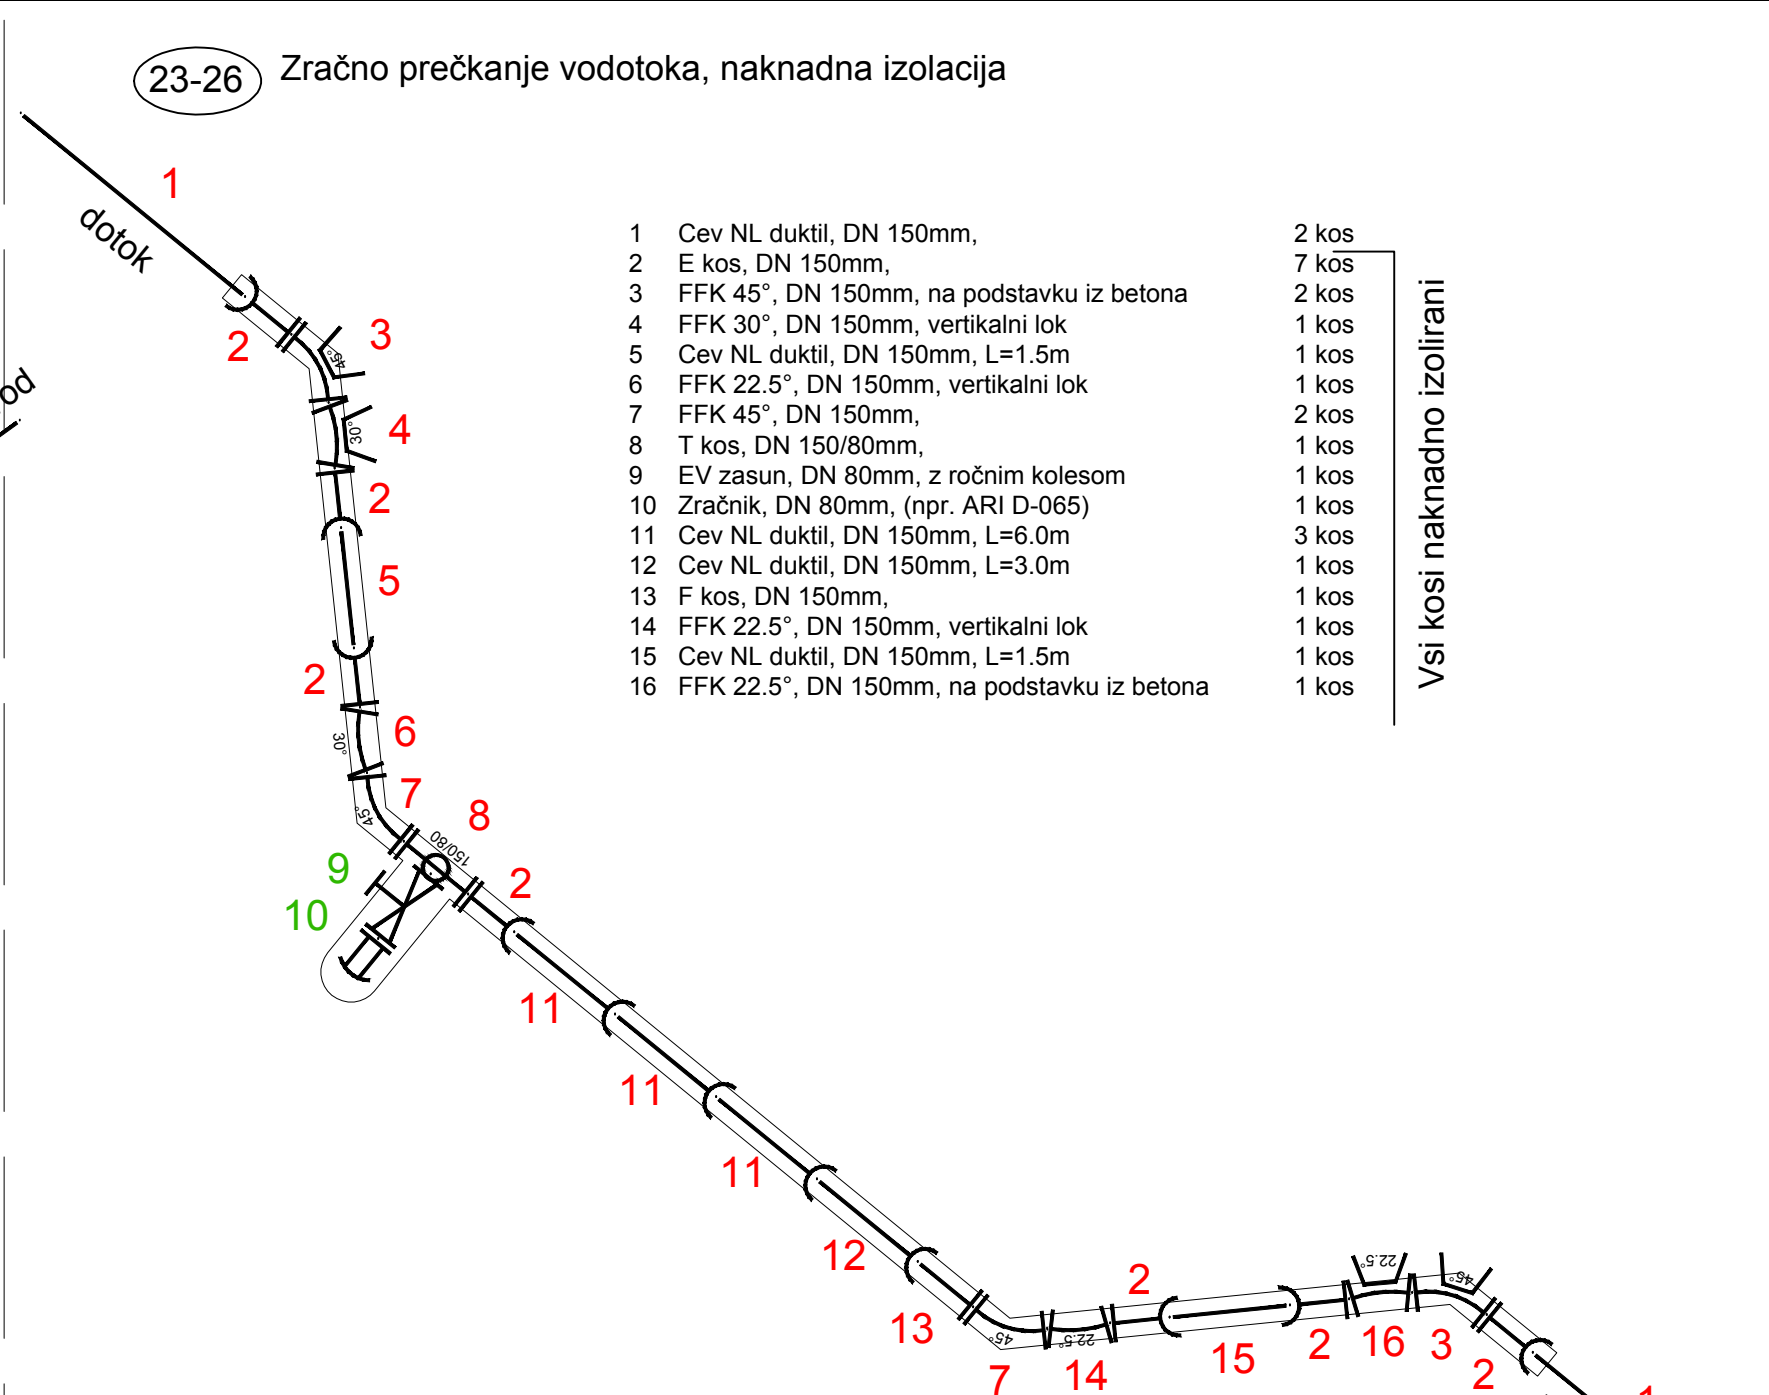 23-26 Zračno prečkanje vodotoka, naknadna izolacija
1
dotok
1 Cev NL duktil, DN 150mm, 2 kos
2 E kos, DN 150mm, 7 kos
3 FFK 45°, DN 150mm, na podstavku iz betona 2 kos
4 FFK 30°, DN 150mm, vertikalni lok 1 kos
5 Cev NL duktil, DN 150mm, L=1.5m 1 kos
6 FFK 22.5°, DN 150mm, vertikalni lok 1 kos
7 FFK 45°, DN 150mm, 2 kos
8 T kos, DN 150/80mm, 1 kos
9 EV zasun, DN 80mm, z ročnim kolesom 1 kos
10 Zračnik, DN 80mm, (npr. ARI D-065) 1 kos
11 Cev NL duktil, DN 150mm, L=6.0m 3 kos
12 Cev NL duktil, DN 150mm, L=3.0m 1 kos
13 F kos, DN 150mm, 1 kos
14 FFK 22.5°, DN 150mm, vertikalni lok 1 kos
15 Cev NL duktil, DN 150mm, L=1.5m 1 kos
16 FFK 22.5°, DN 150mm, na podstavku iz betona 1 kos
Vsi kosi naknadno izolirani
2
3
45°
od
4
30°
2
5
2
6
30°
7
45°
8
150/80
9
10
2
11
11
11
12
13
45°
7
22.5°
14
2
15
2
22.5°
16
45°
3
2
1